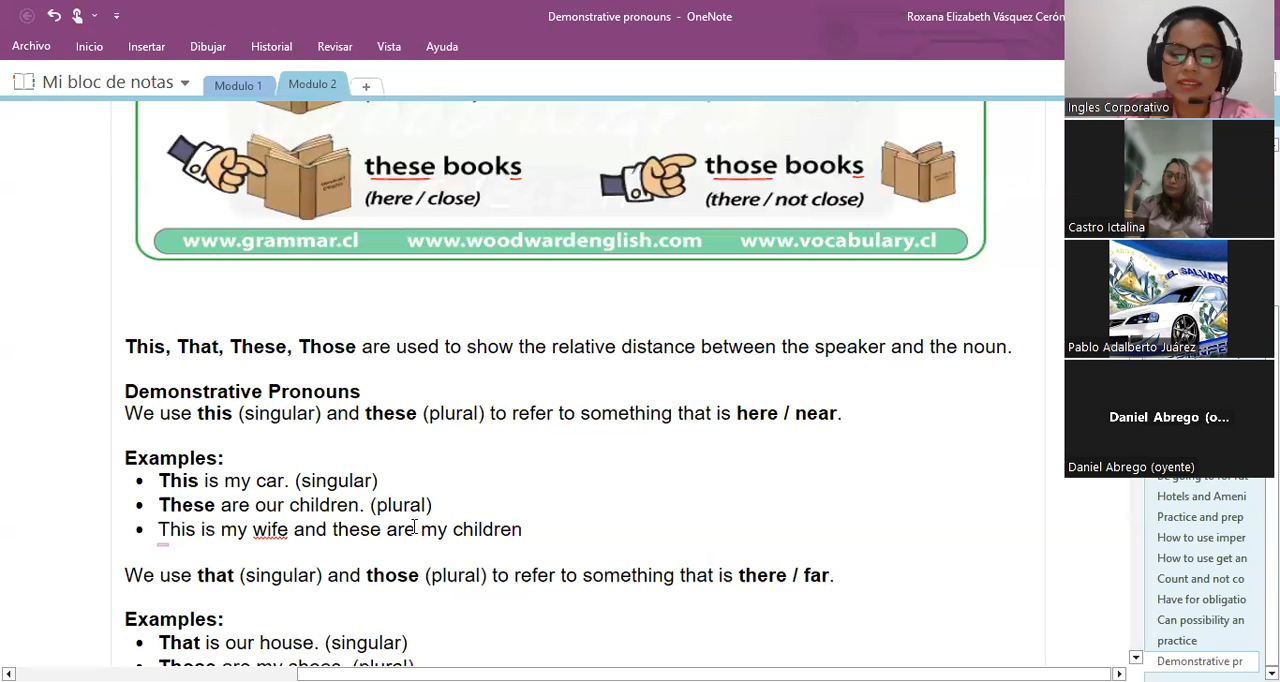 Demonstrative pronouns - OneNote
Roxana Elizabeth Vásquez Cerón
Archivo Inicio Insertar Dibujar Historial Revisar Vista Ayuda
Mi bloc de notas Modulo 1 Modulo 2 +
these books
(here / close)
those books
(there / not close)
www.grammar.cl www.woodwardenglish.com www.vocabulary.cl
This, That, These, Those are used to show the relative distance between the speaker and the noun.
Demonstrative Pronouns
We use this (singular) and these (plural) to refer to something that is here / near.
Examples:
• This is my car. (singular)
• These are our children. (plural)
• This is my wife and these are my children
We use that (singular) and those (plural) to refer to something that is there / far.
Examples:
• That is our house. (singular)
• Those are my shoes. (plural)
Ingles Corporativo
Castro Ictalina
EL SALVADOR
Pablo Adalberto Juárez
Daniel Abrego (o...
Daniel Abrego (oyente)
Hotels and Ameni
Practice and prep
How to use imper
How to use get an
Count and not co
Have for obligatio
Can possibility an
practice
Demonstrative pr